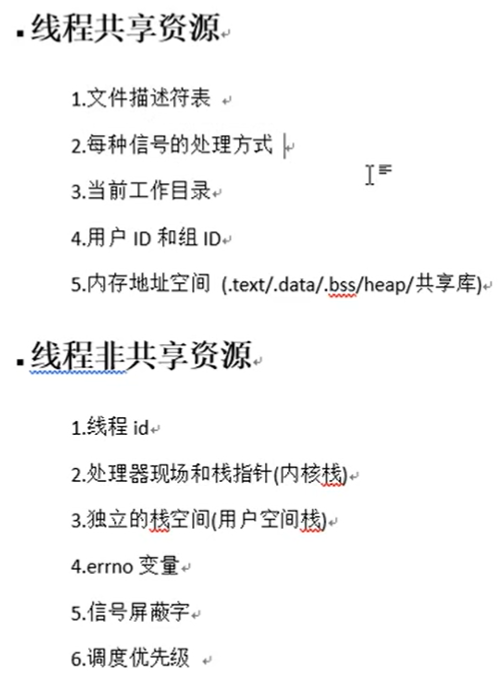 线程共享资源
1.文件描述符表
2.每种信号的处理方式
3.当前工作目录
4.用户 ID 和组 ID
5.内存地址空间 (.text/.data/.bss/heap/共享库)
线程非共享资源
1.线程 id
2.处理器现场和栈指针(内核栈)
3.独立的栈空间(用户空间栈)
4.errno 变量
5.信号屏蔽字
6.调度优先级